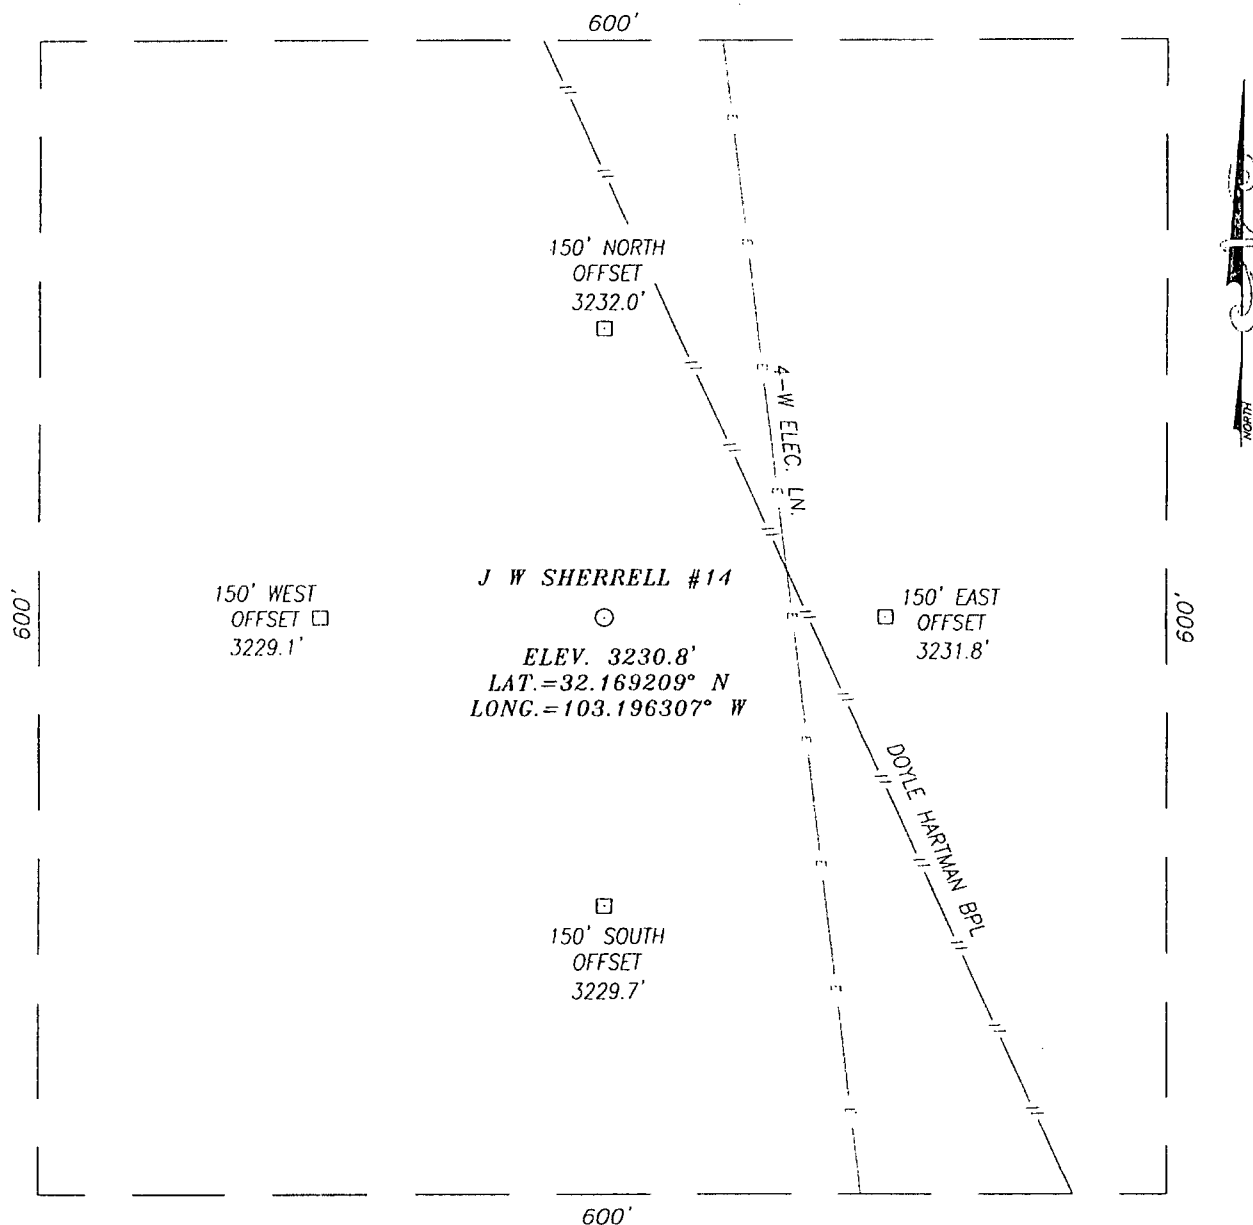 600'
150' NORTH
OFFSET
3232.0'
NORTH
4-W ELEC. LN.
J W SHERRELL #14
150' WEST
OFFSET
3229.1'
600'
150' EAST
OFFSET
3231.8'
600'
ELEV. 3230.8'
LAT.=32.169209° N
LONG.=103.196307° W
DOYLE HARTMAN BPL
150' SOUTH
OFFSET
3229.7'
600'